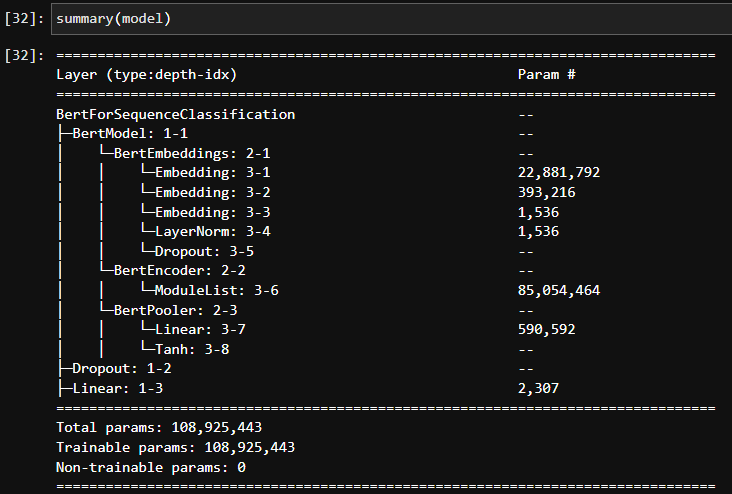 [32]: summary(model)
[32]: ================================================================================
Layer (type:depth-idx)                                  Param #
================================================================================
BertForSequenceClassification                           --
├─BertModel: 1-1                                        --
│    └─BertEmbeddings: 2-1                              --
│    │    └─Embedding: 3-1                              22,881,792
│    │    └─Embedding: 3-2                              393,216
│    │    └─Embedding: 3-3                              1,536
│    │    └─LayerNorm: 3-4                              1,536
│    │    └─Dropout: 3-5                                --
│    └─BertEncoder: 2-2                                 --
│    │    └─ModuleList: 3-6                             85,054,464
│    └─BertPooler: 2-3                                  --
│    │    └─Linear: 3-7                                 590,592
│    │    └─Tanh: 3-8                                   --
├─Dropout: 1-2                                          --
├─Linear: 1-3                                           2,307
================================================================================
Total params: 108,925,443
Trainable params: 108,925,443
Non-trainable params: 0
================================================================================